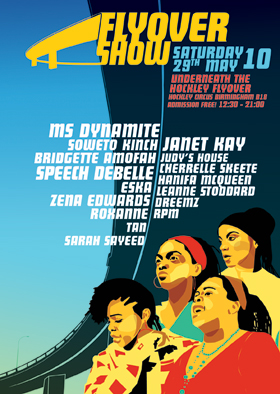 FLYOVER
SHOW
SATURDAY
29TH MAY 10
UNDERNEATH THE
HOCKLEY FLYOVER
HOCKLEY CIRCUS BIRMINGHAM B18
ADMISSION FREE! 12:30 - 21:00
MS DYNAMITE
SOWETO KINCH
BRIDGETTE AMOFAH
SPEECH DEBELLE
ESKA
ZENA EDWARDS
ROXANNE
TAN
SARAH SAYEED
JANET KAY
JUDY'S HOUSE
CHERRELLE SKEETE
HANIFA MCQUEEN
LEANNE STODDARD
DREEMZ
RPM